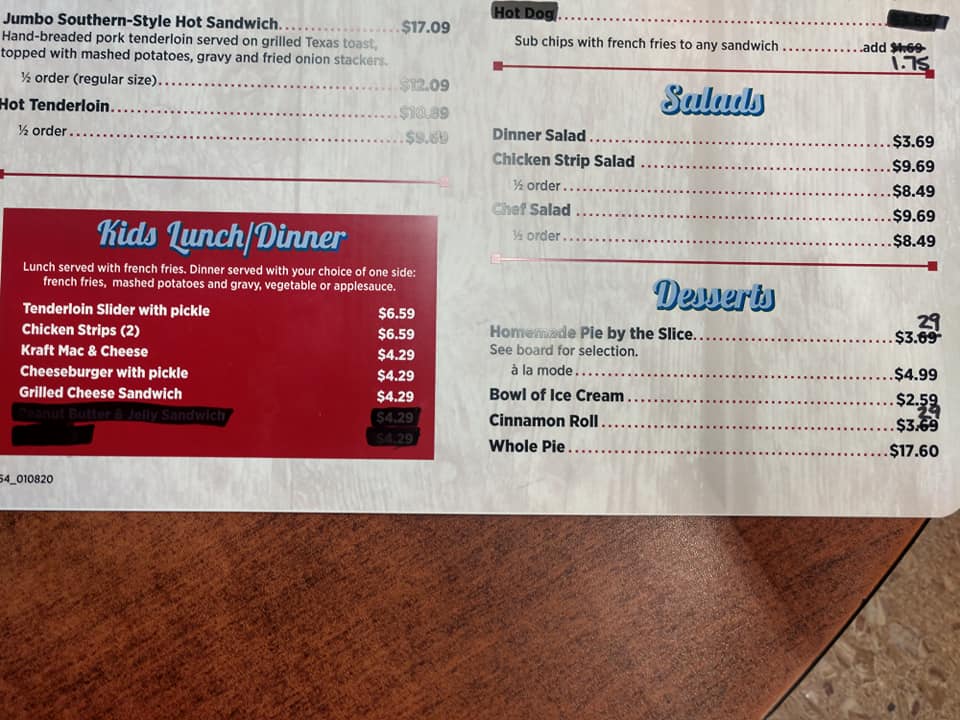 Jumbo Southern-Style Hot Sandwich $17.09
Hand-breaded pork tenderloin served on grilled Texas toast,
topped with mashed potatoes, gravy and fried onion stackers.
½ order (regular size) $12.09
Hot Tenderloin
½ order
Kids Lunch/Dinner
Lunch served with french fries. Dinner served with your choice of one side:
french fries, mashed potatoes and gravy, vegetable or applesauce.
Tenderloin Slider with pickle $6.59
Chicken Strips (2) $6.59
Kraft Mac & Cheese $4.29
Cheeseburger with pickle $4.29
Grilled Cheese Sandwich $4.29
Peanut Butter & Jelly Sandwich $4.29
$4.29
54_010820
Hot Dog
Sub chips with french fries to any sandwich add $1.69
1.75
Salads
Dinner Salad $3.69
Chicken Strip Salad $9.69
½ order $8.49
Chef Salad $9.69
½ order $8.49
Desserts
29
Homemade Pie by the Slice $3.69
See board for selection.
à la mode $4.99
Bowl of Ice Cream $2.59
29
Cinnamon Roll $3.69
Whole Pie $17.60